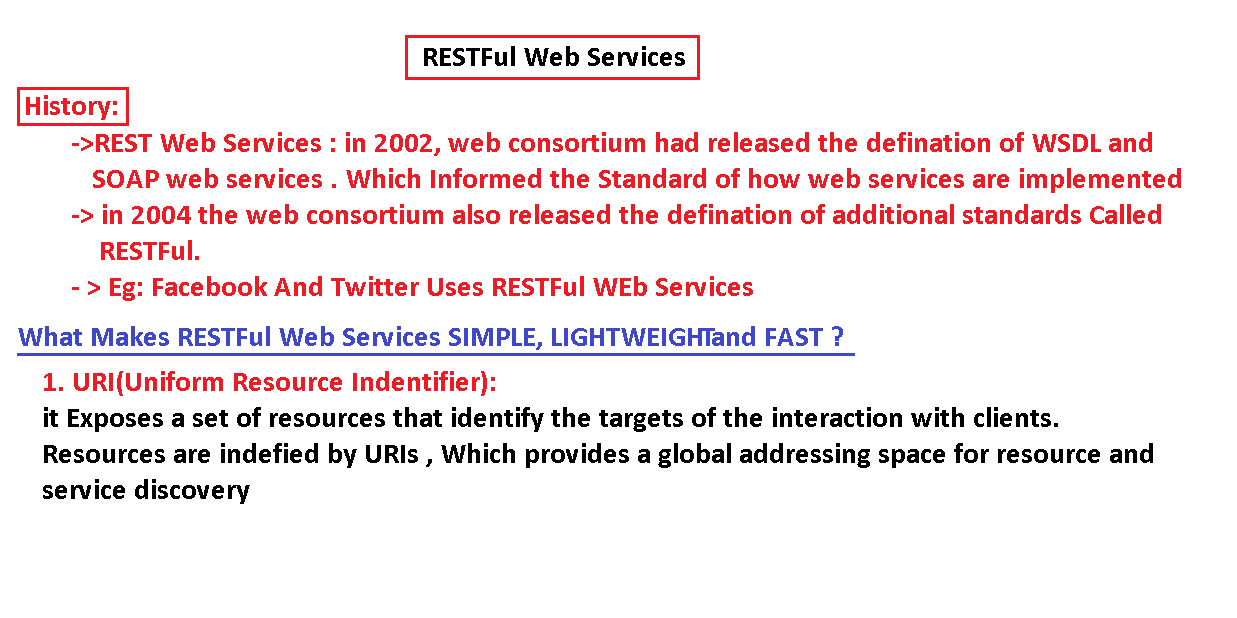 RESTFul Web Services
History:
->REST Web Services : in 2002, web consortium had released the defination of WSDL and
SOAP web services . Which Informed the Standard of how web services are implemented
-> in 2004 the web consortium also released the defination of additional standards Called
RESTFul.
- > Eg: Facebook And Twitter Uses RESTFul WEb Services
What Makes RESTFul Web Services SIMPLE, LIGHTWEIGHTand FAST ?
1. URI(Uniform Resource Indentifier):
it Exposes a set of resources that identify the targets of the interaction with clients.
Resources are indefied by URIs , Which provides a global addressing space for resource and
service discovery